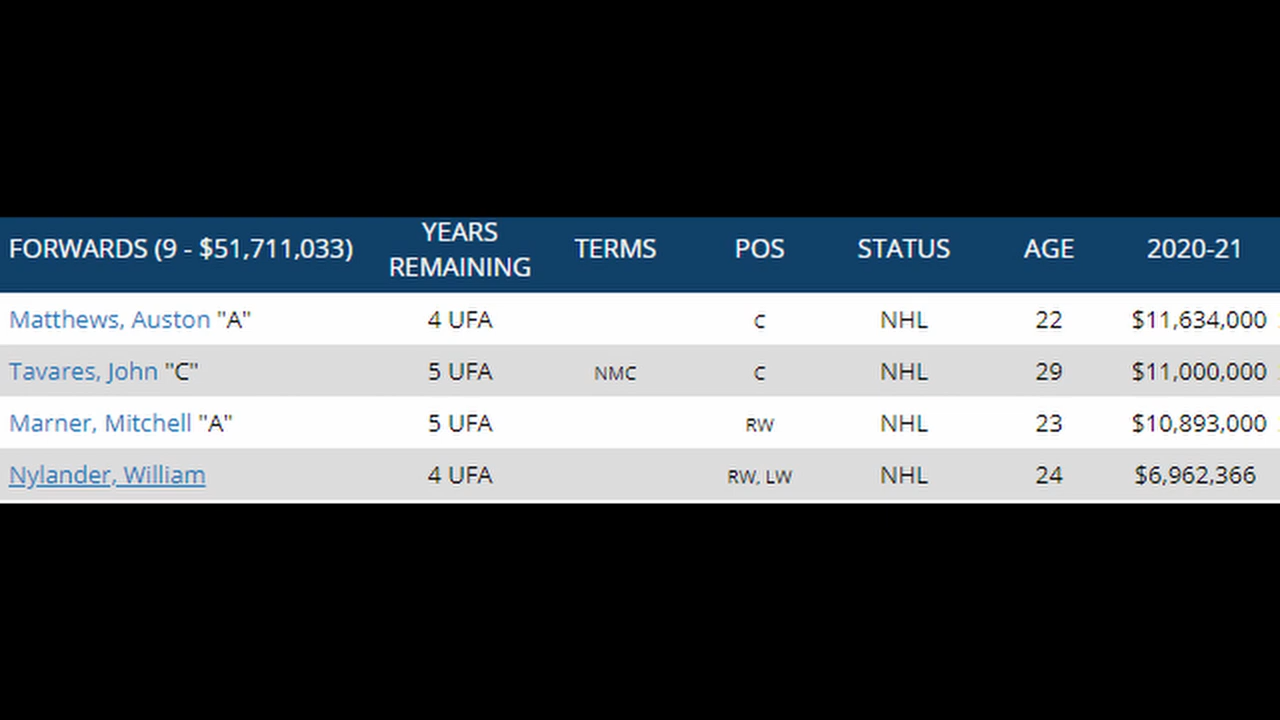 FORWARDS (9 - $51,711,033) YEARS REMAINING TERMS POS STATUS AGE 2020-21
Matthews, Auston "A" 4 UFA C NHL 22 $11,634,000
Tavares, John "C" 5 UFA NMC C NHL 29 $11,000,000
Marner, Mitchell "A" 5 UFA RW NHL 23 $10,893,000
Nylander, William 4 UFA RW, LW NHL 24 $6,962,366